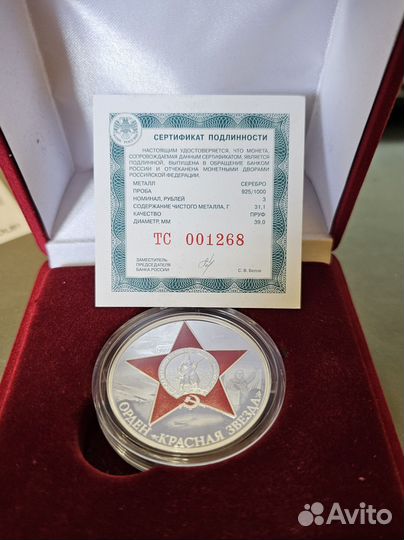 СЕРТИФИКАТ ПОДЛИННОСТИ
НАСТОЯЩИМ УДОСТОВЕРЯЕТСЯ, ЧТО МОНЕТА,
СОПРОВОЖДАЕМАЯ ДАННЫМ СЕРТИФИКАТОМ, ЯВЛЯЕТСЯ
ПОДЛИННОЙ, ВЫПУЩЕНА В ОБРАЩЕНИЕ БАНКОМ
РОССИИ И ОТЧЕКАНЕНА МОНЕТНЫМИ ДВОРАМИ
РОССИЙСКОЙ ФЕДЕРАЦИИ.
МЕТАЛЛ СЕРЕБРО
ПРОБА 925/1000
НОМИНАЛ, РУБЛЕЙ 3
СОДЕРЖАНИЕ ЧИСТОГО МЕТАЛЛА, Г 31,1
КАЧЕСТВО ПРУФ
ДИАМЕТР, ММ 39,0
ТС 001268
ЗАМЕСТИТЕЛЬ
ПРЕДСЕДАТЕЛЯ
БАНКА РОССИИ С. В. Белов
ОРДЕН «КРАСНАЯ ЗВЕЗДА»
Avito